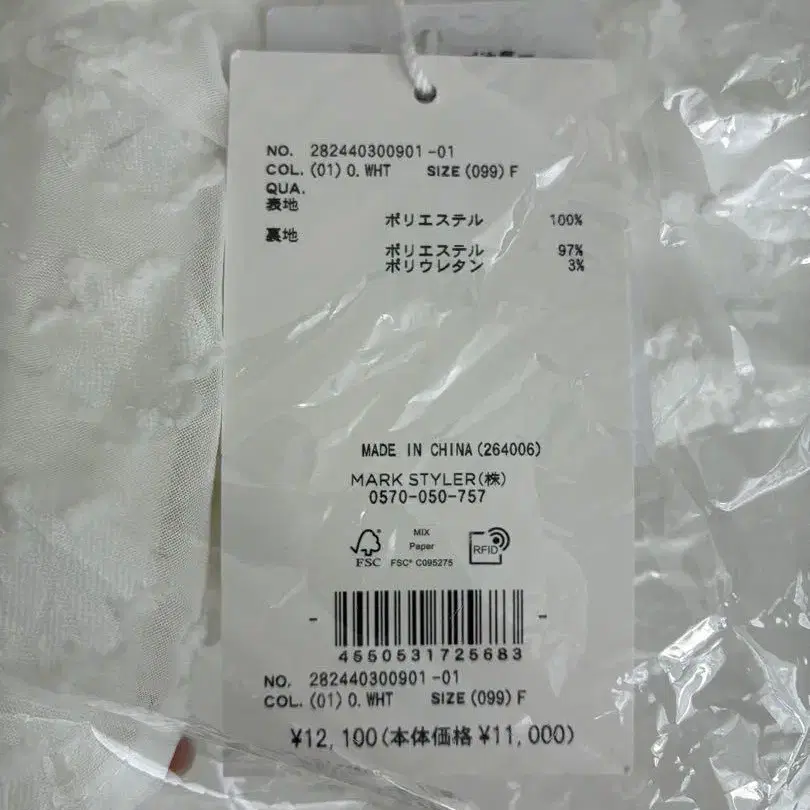 NO. 282440300901-01
COL. (01) O. WHT SIZE (099) F
QUA.
表地
ポリエステル 100%
裏地
ポリエステル 97%
ポリウレタン 3%
MADE IN CHINA (264006)
MARK STYLER(株)
0570-050-757
MIX
Paper
FSC FSC® C095275
RFID
4550531725683
NO. 282440300901-01
COL. (01) O. WHT SIZE (099) F
¥12,100(本体価格 ¥11,000)